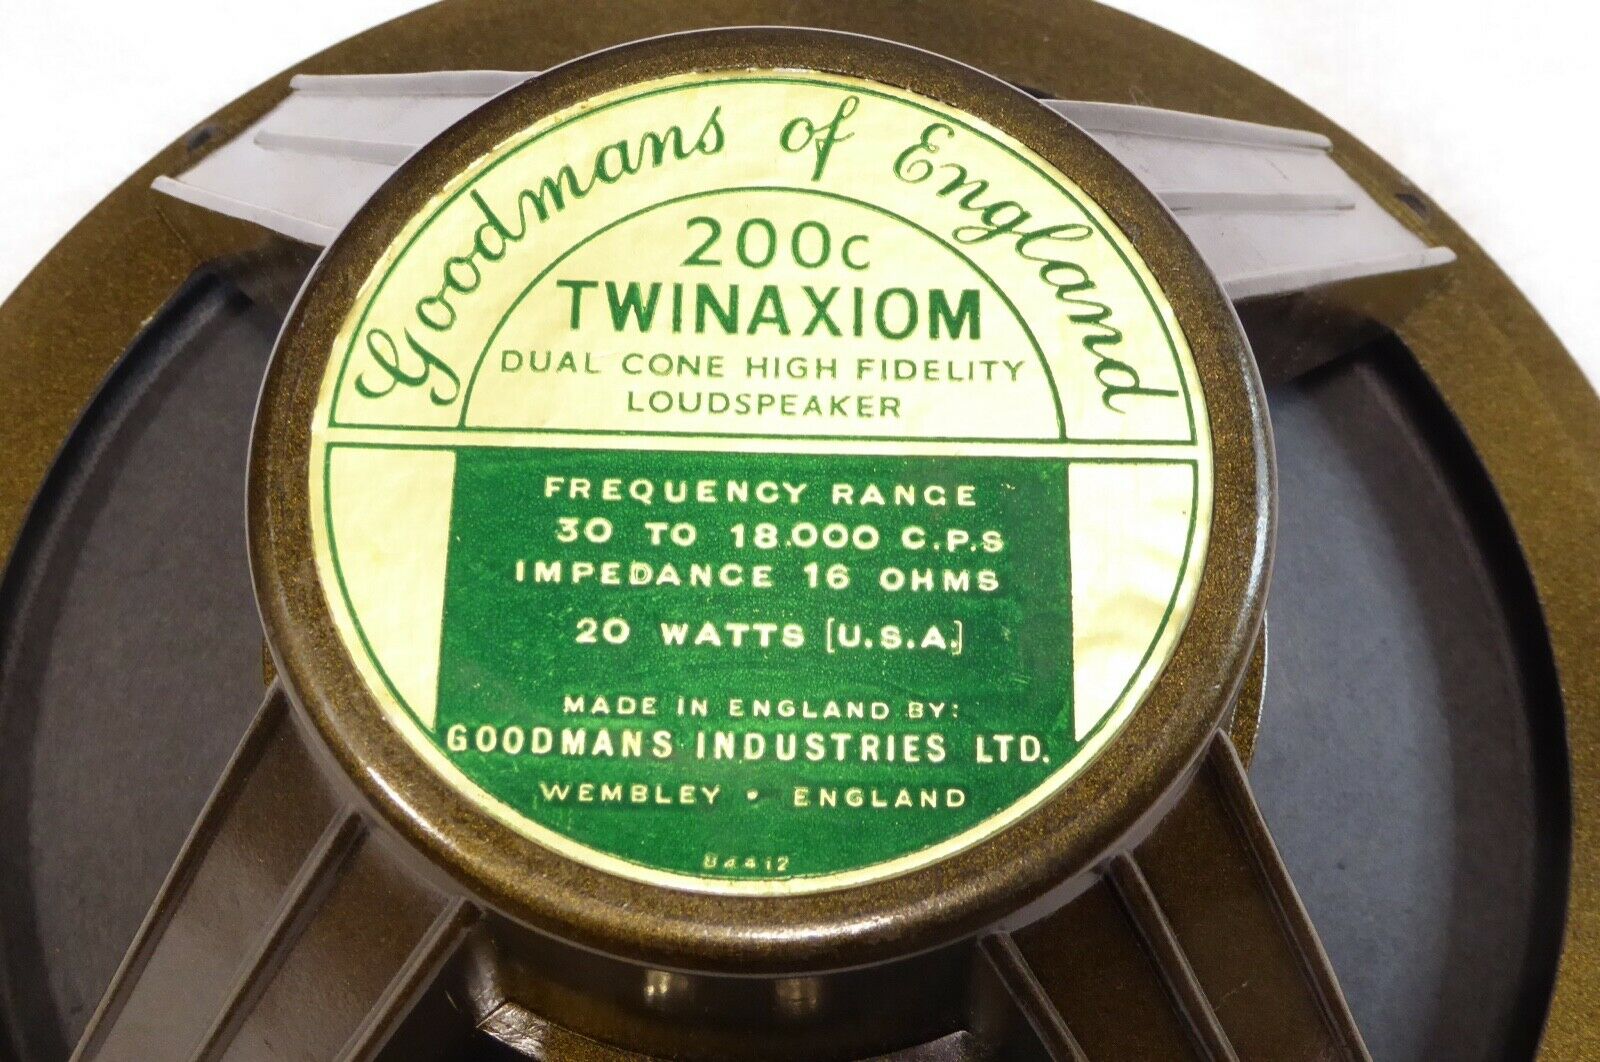 Goodmans of England
200c
TWINAXIOM
DUAL CONE HIGH FIDELITY
LOUDSPEAKER
FREQUENCY RANGE
30 TO 18.000 C.P.S
IMPEDANCE 16 OHMS
20 WATTS [U.S.A.]
MADE IN ENGLAND BY:
GOODMANS INDUSTRIES LTD.
WEMBLEY • ENGLAND